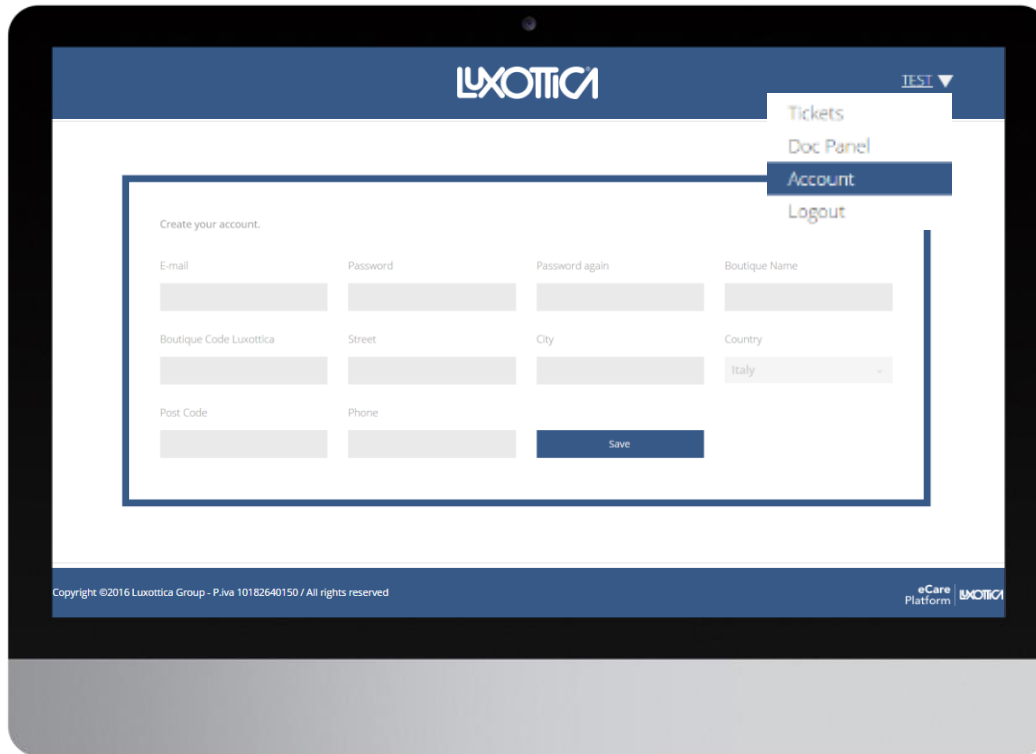 LUXOTTICA
TEST
Tickets
Doc Panel
Account
Logout
Create your account.
E-mail
Password
Password again
Boutique Name
Boutique Code Luxottica
Street
City
Country
Italy
Post Code
Phone
Save
Copyright ©2016 Luxottica Group - P.iva 10182640150 / All rights reserved
eCare
Platform
LUXOTTICA